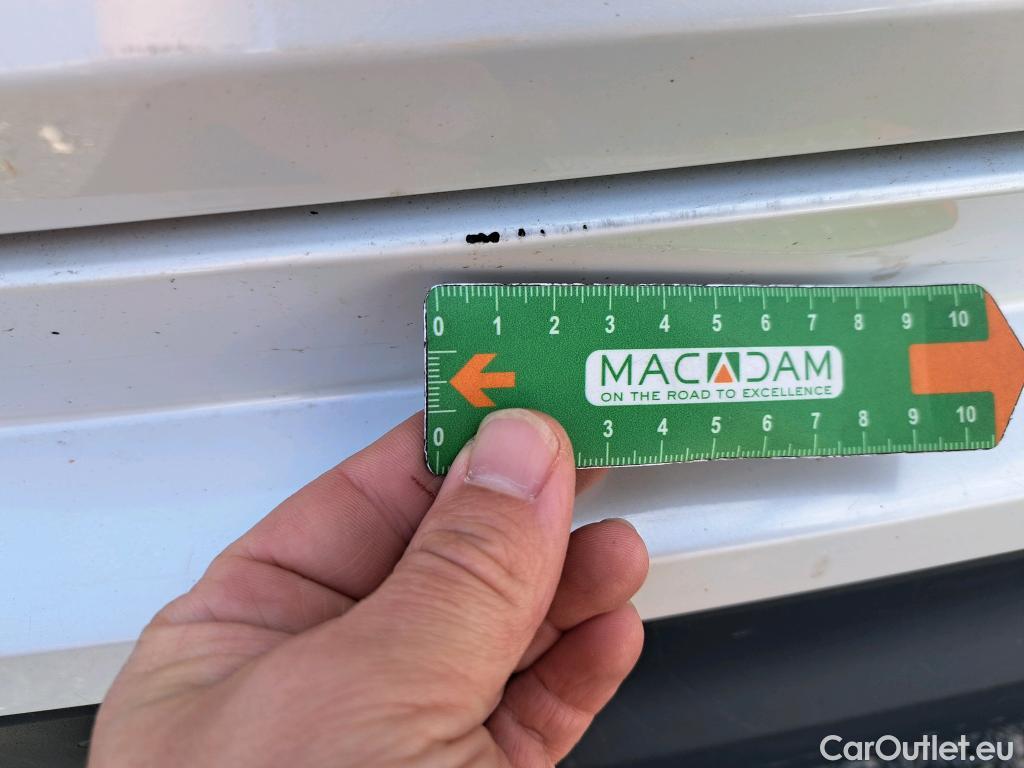 0 1 2 3 4 5 6 7 8 9 10
MACADAM
ON THE ROAD TO EXCELLENCE
0 3 4 5 6 7 8 9 10
CarOutlet.eu